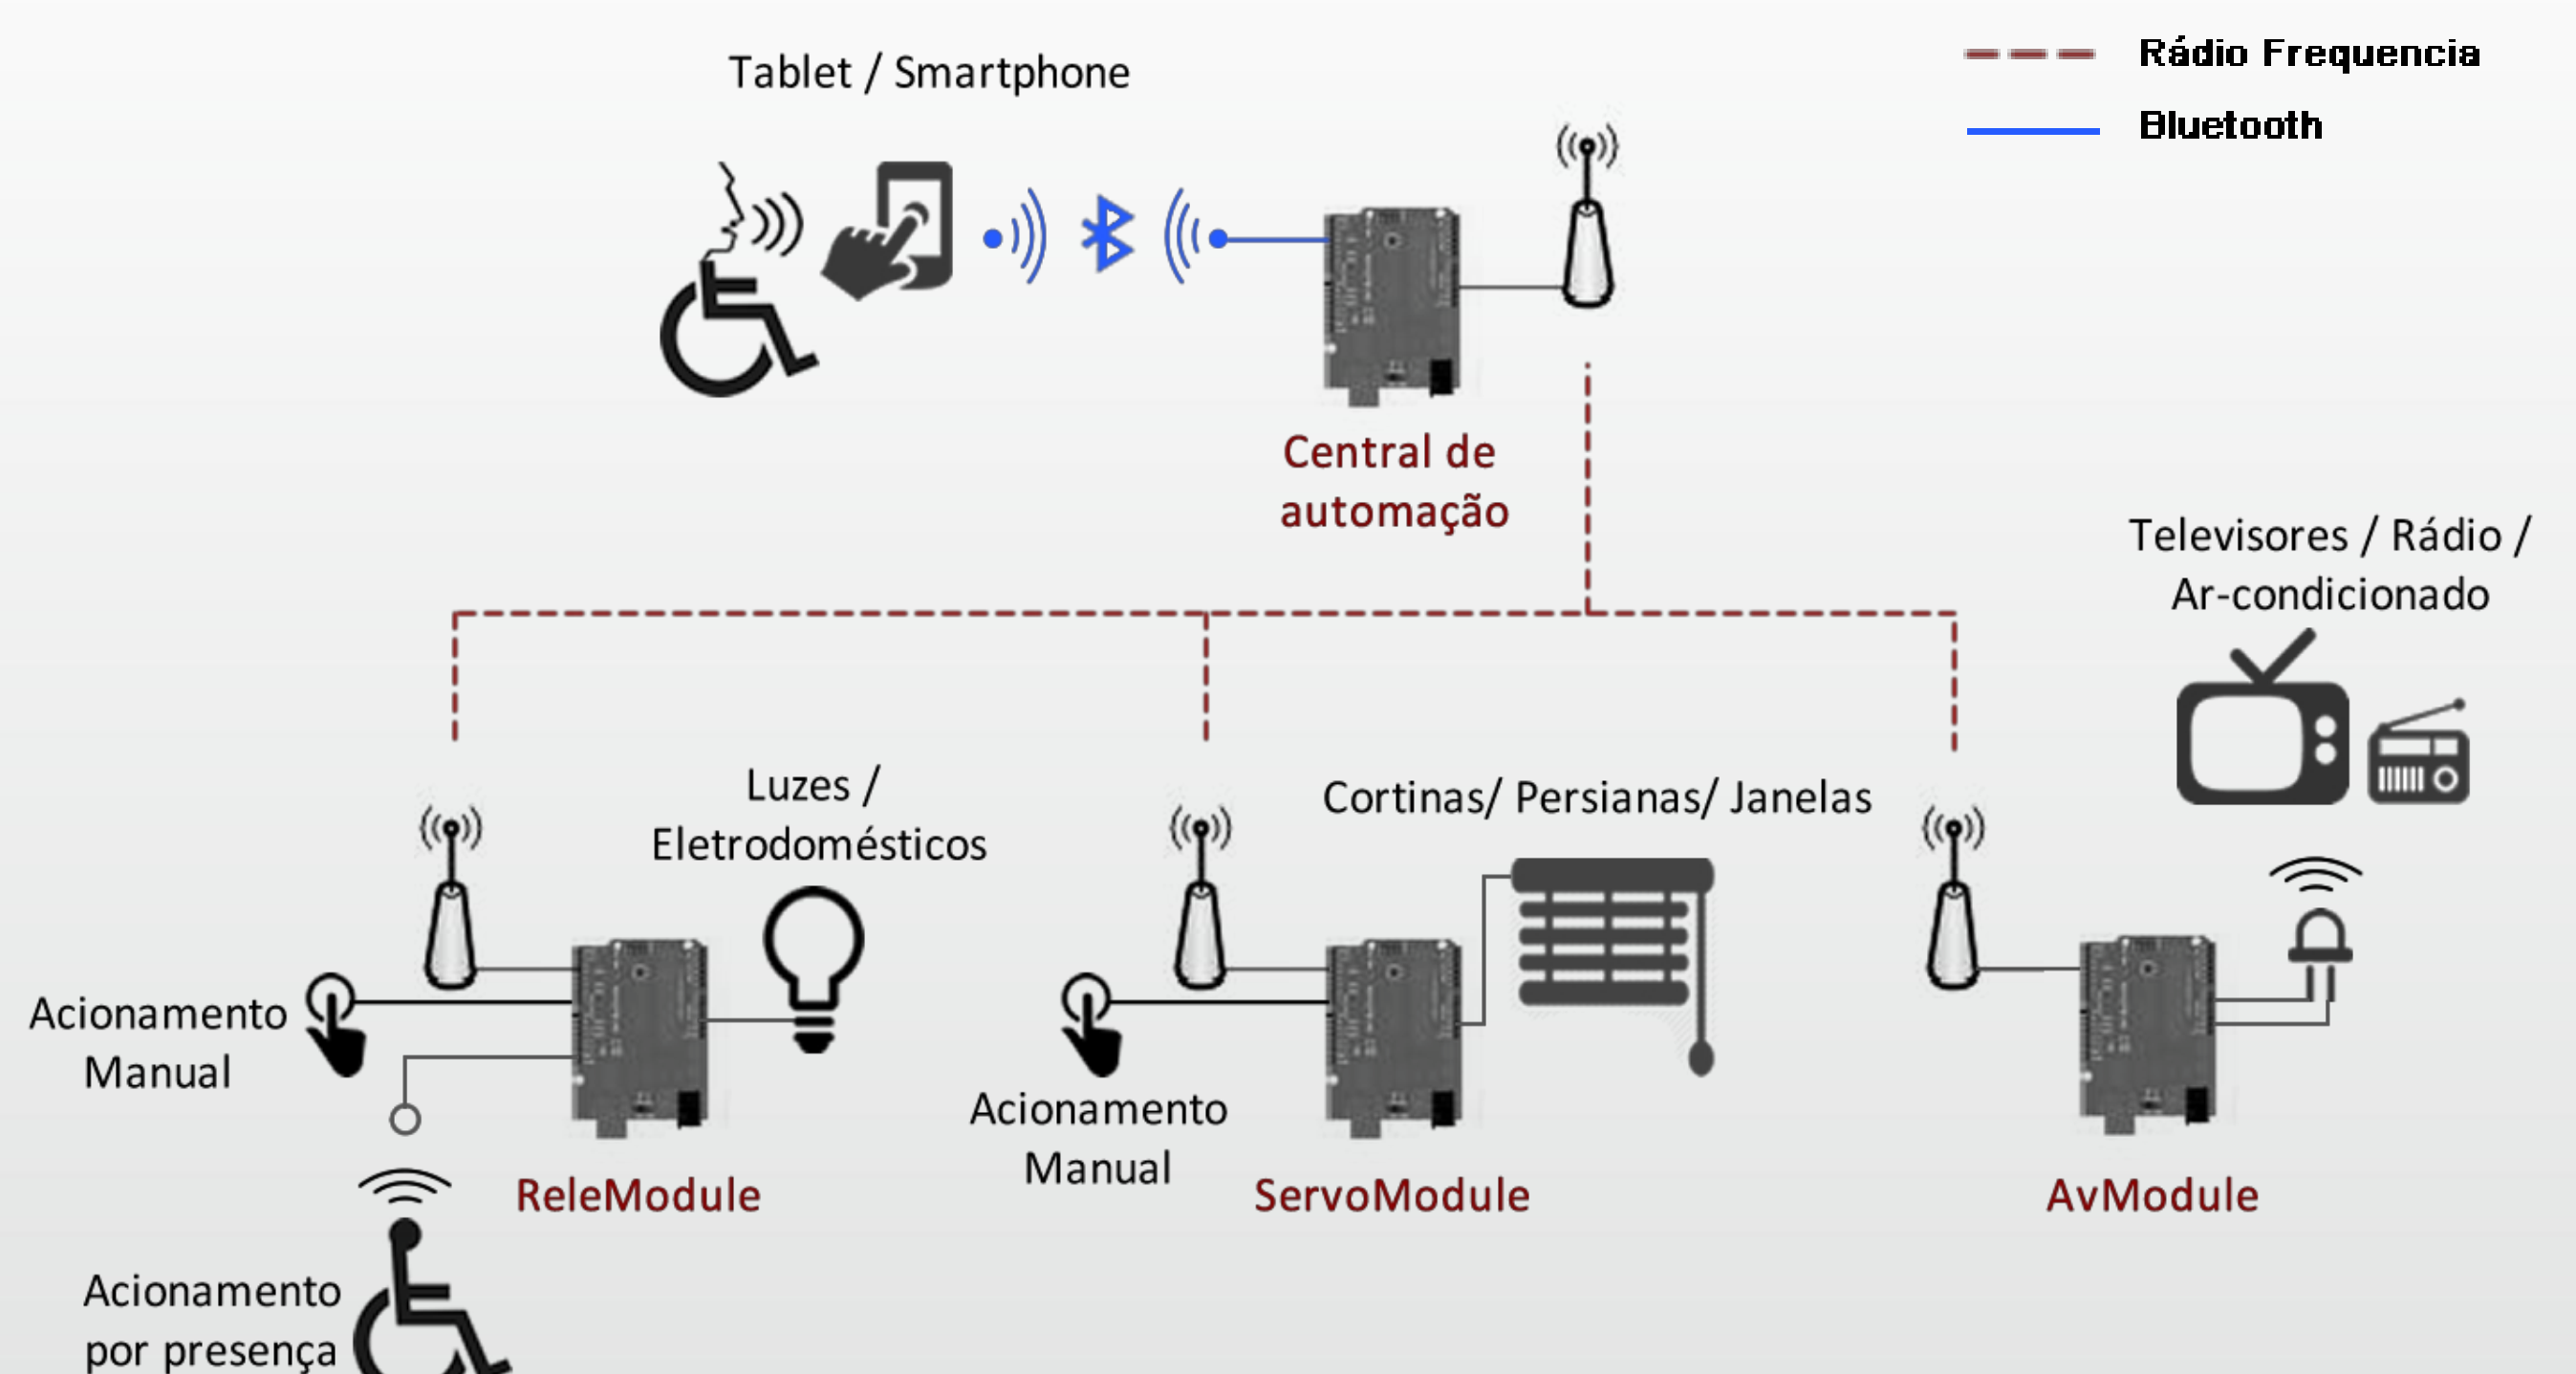 Tablet / Smartphone
Rádio Frequencia
Bluetooth
Central de
automação
Televisores / Rádio /
Ar-condicionado
Luzes /
Eletrodomésticos
Cortinas/ Persianas/ Janelas
Acionamento
Manual
Acionamento
Manual
ReleModule
ServoModule
AvModule
Acionamento
por presença